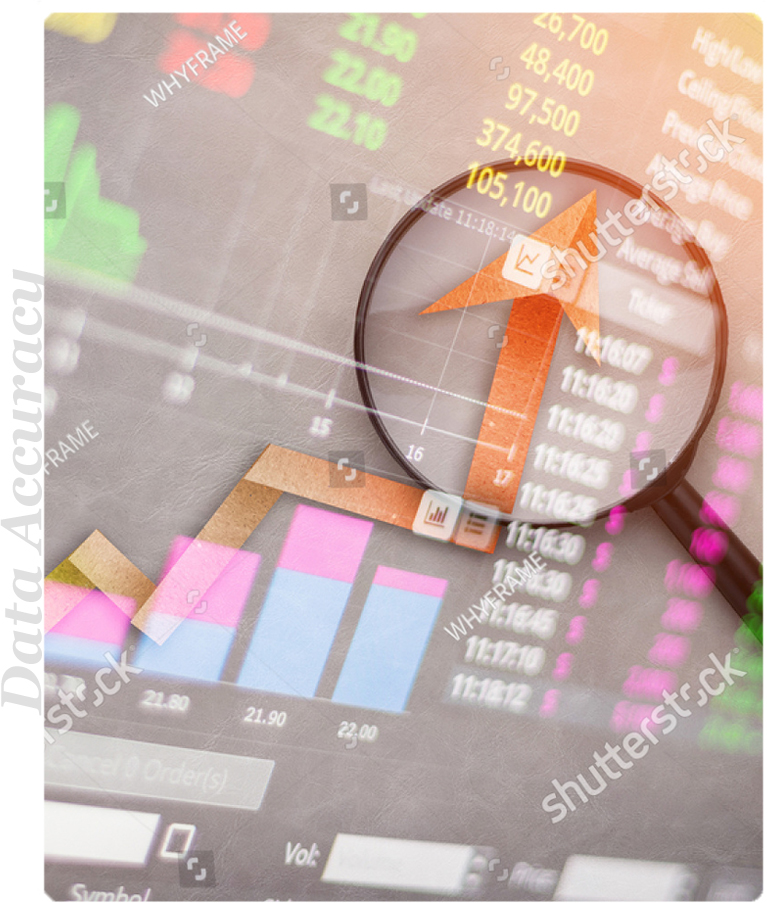 Data Accuracy
WHYFRAME
21.90
22.00
22.10
26,700
48,400
97,500
374,600
105,100
High/Low
Average Price
Average Buy
Average Sell
Ticker
Last update 11:18:14
shutterstock
11:16:07
11:16:20
11:16:20
11:16:25
11:16:25
11:16:30
11:16:30
11:16:45
11:17:10
11:18:12
15
16
17
FRAME
WHYFRAME
21.80
21.90
22.00
shutterstock
Cancel 0 Order(s)
Vol:
Symbol